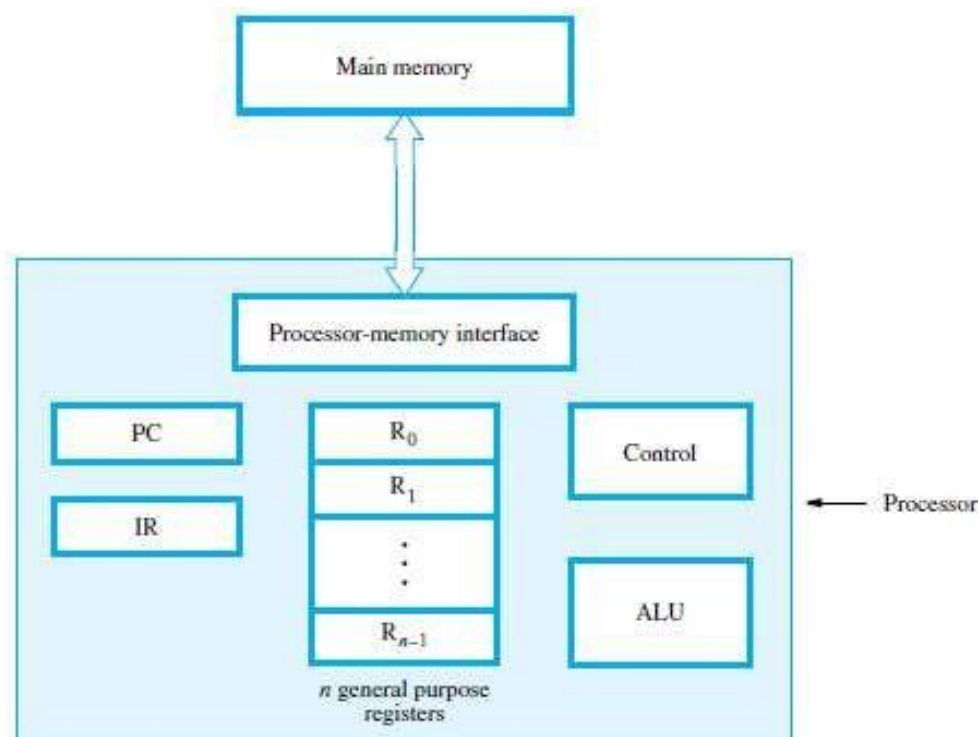 Main memory
Processor-memory interface
PC
IR
R₀
R₁
⋮
Rₙ₋₁
n general purpose
registers
Control
ALU
Processor